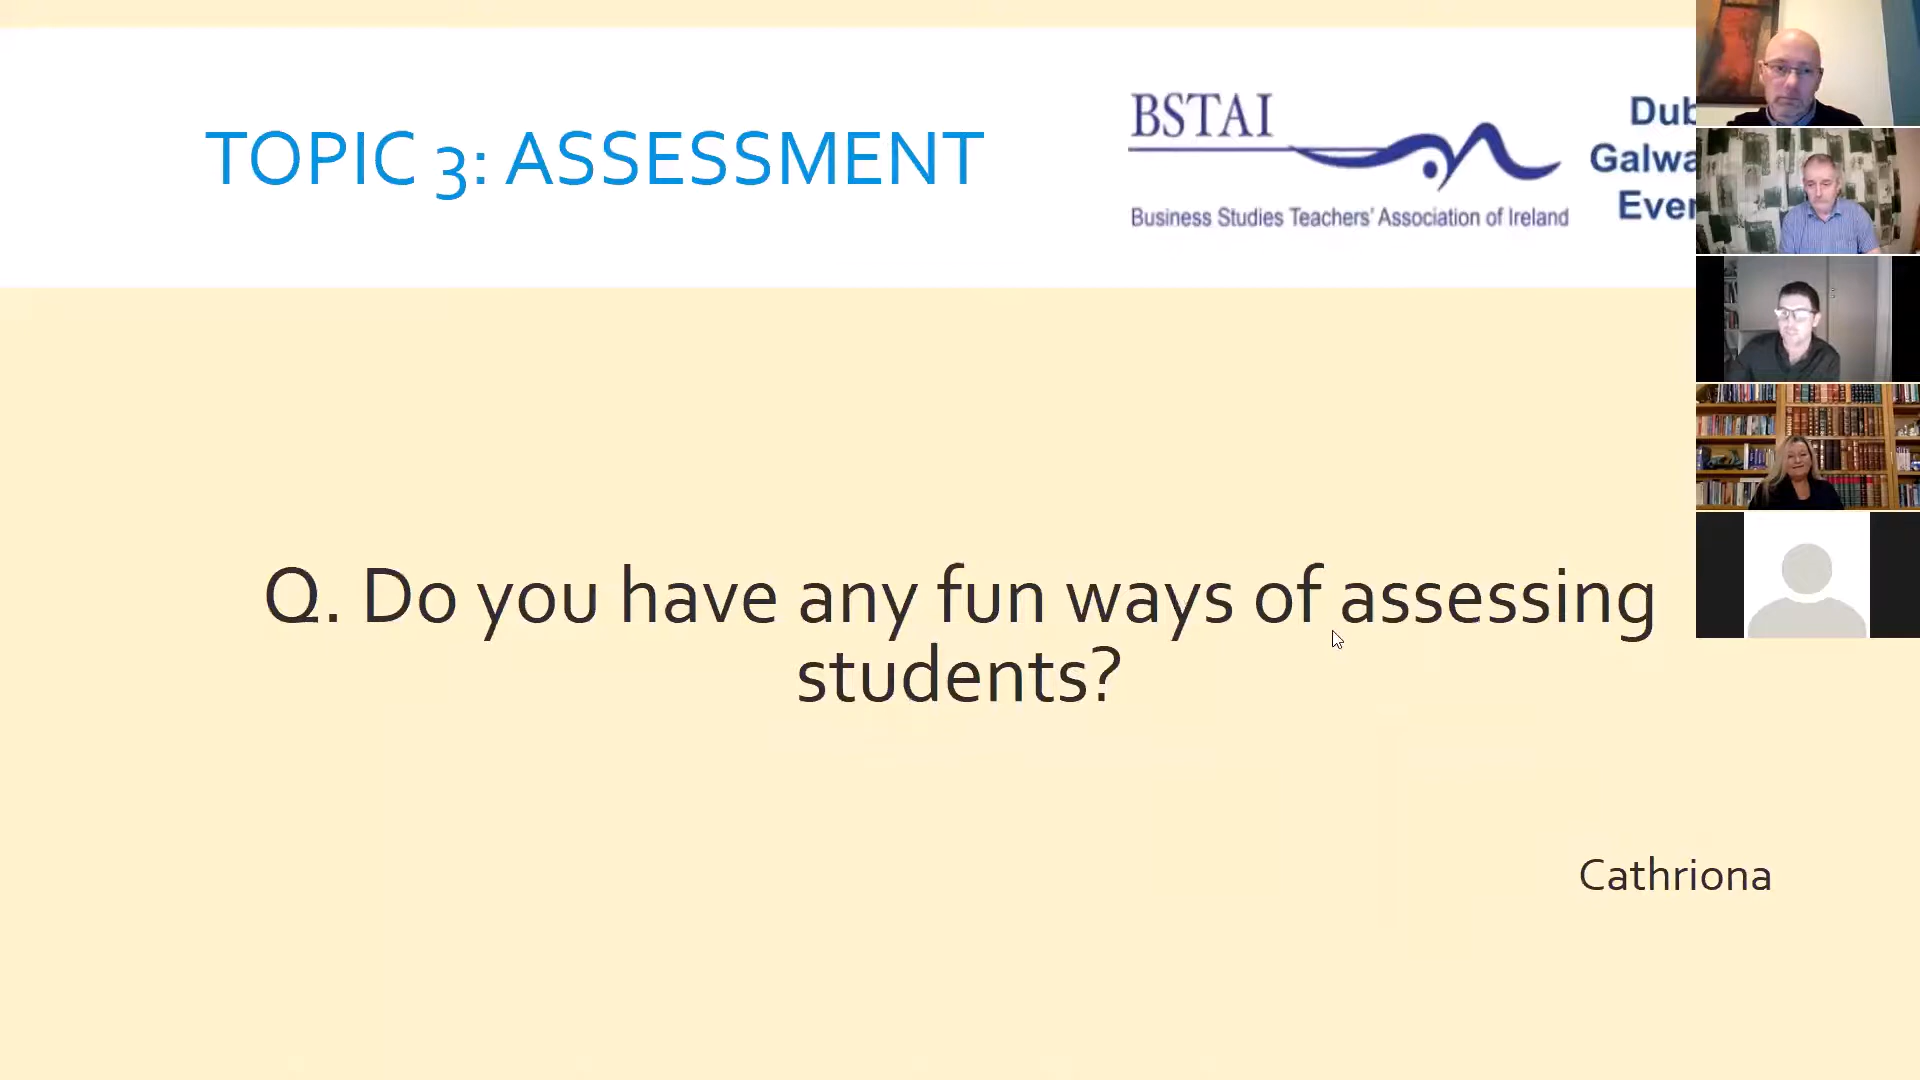 TOPIC 3: ASSESSMENT
BSTAI
Business Studies Teachers' Association of Ireland
Dub
Galwa
Ever
Q. Do you have any fun ways of assessing
students?
Cathriona